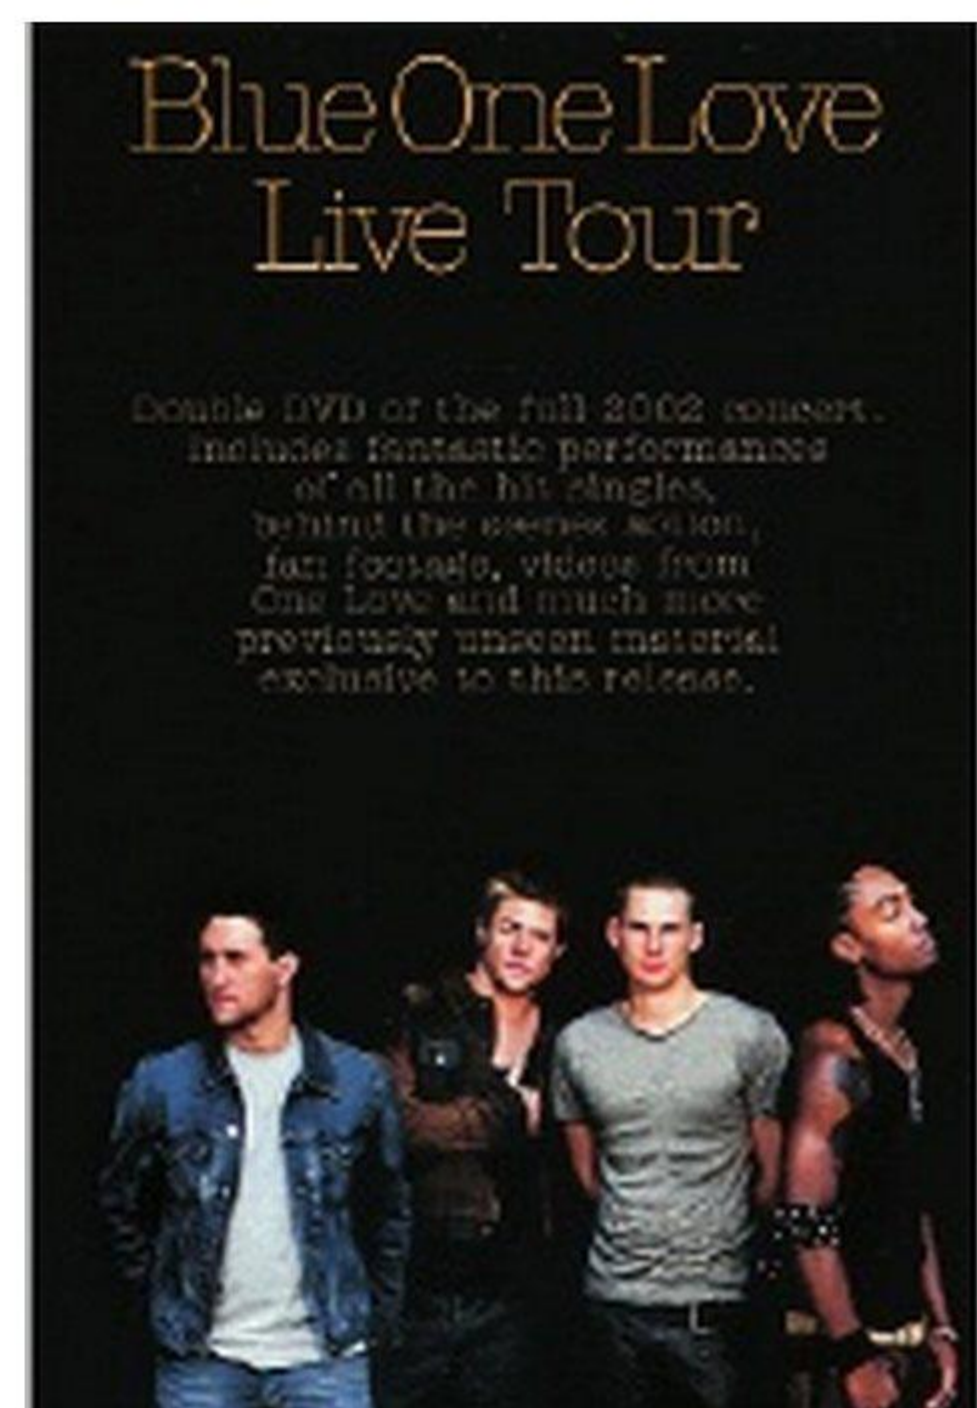 Blue One Love
Live Tour
Double DVD of the full 2002 concert.
Includes fantastic performances
of all the hit singles,
behind the scenes action,
fan footage, videos from
One Love and much more
previously unseen material
exclusive to this release.